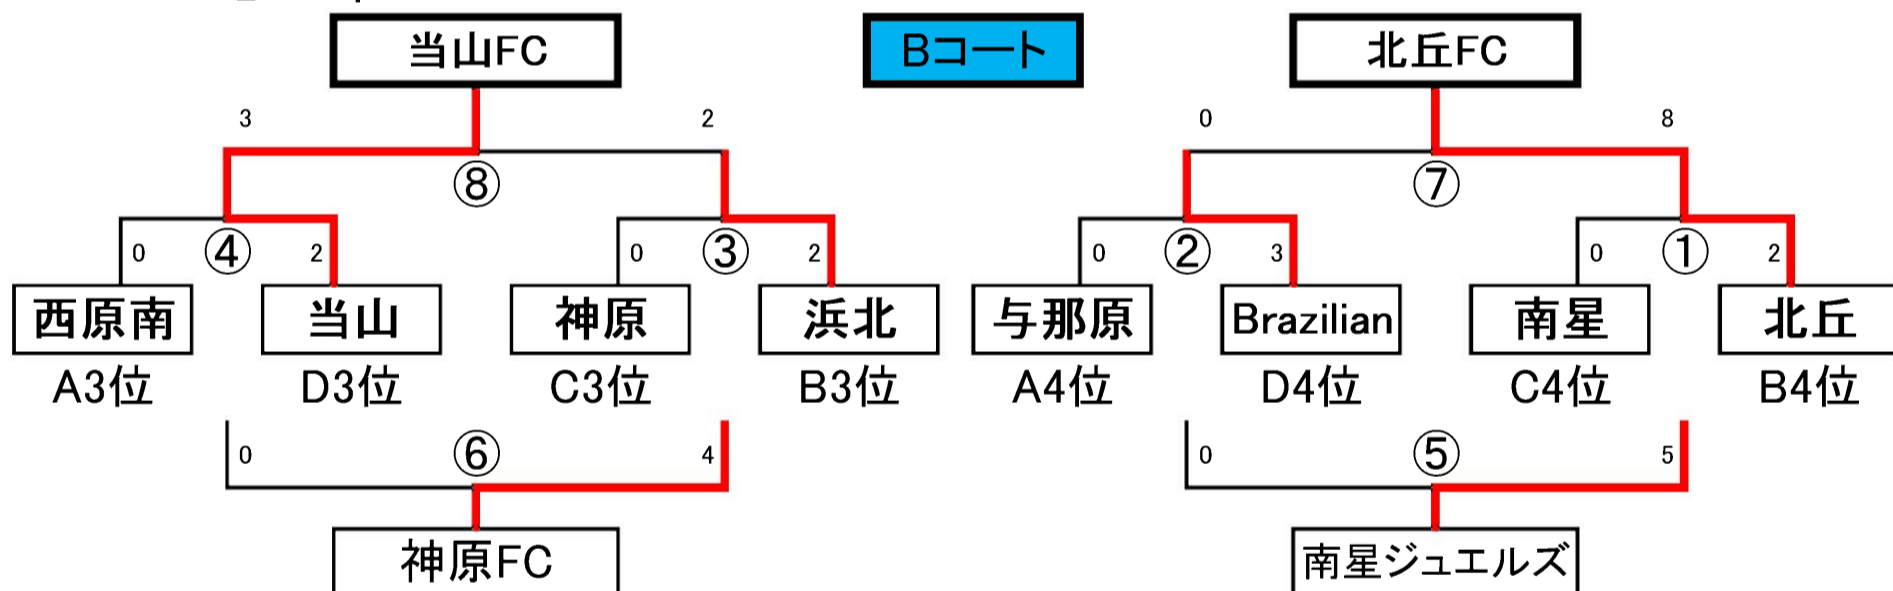 当山FC Bコート 北丘FC
3 2 0 8
⑧ ⑦
0 ④ 2 0 ③ 2 0 ② 3 0 ① 2
西原南 当山 神原 浜北 与那原 Brazilian 南星 北丘
A3位 D3位 C3位 B3位 A4位 D4位 C4位 B4位
0 ⑥ 4 0 ⑤ 5
神原FC 南星ジュエルズ